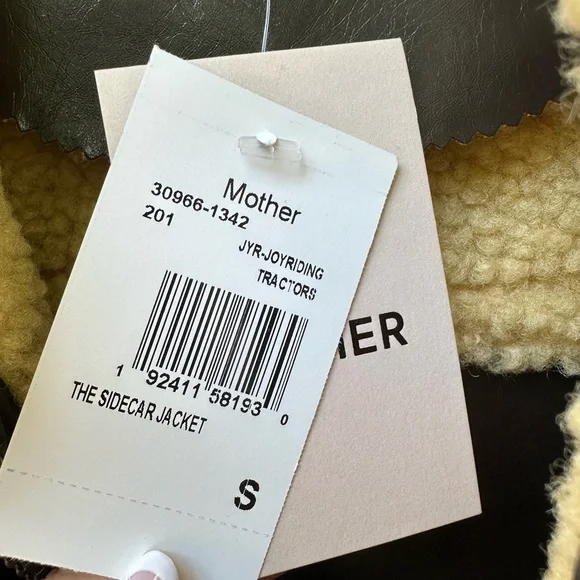 Mother
30966-1342
201
JYR-JOYRIDING
TRACTORS
1 92411 58193 0
THE SIDECAR JACKET
S
HER